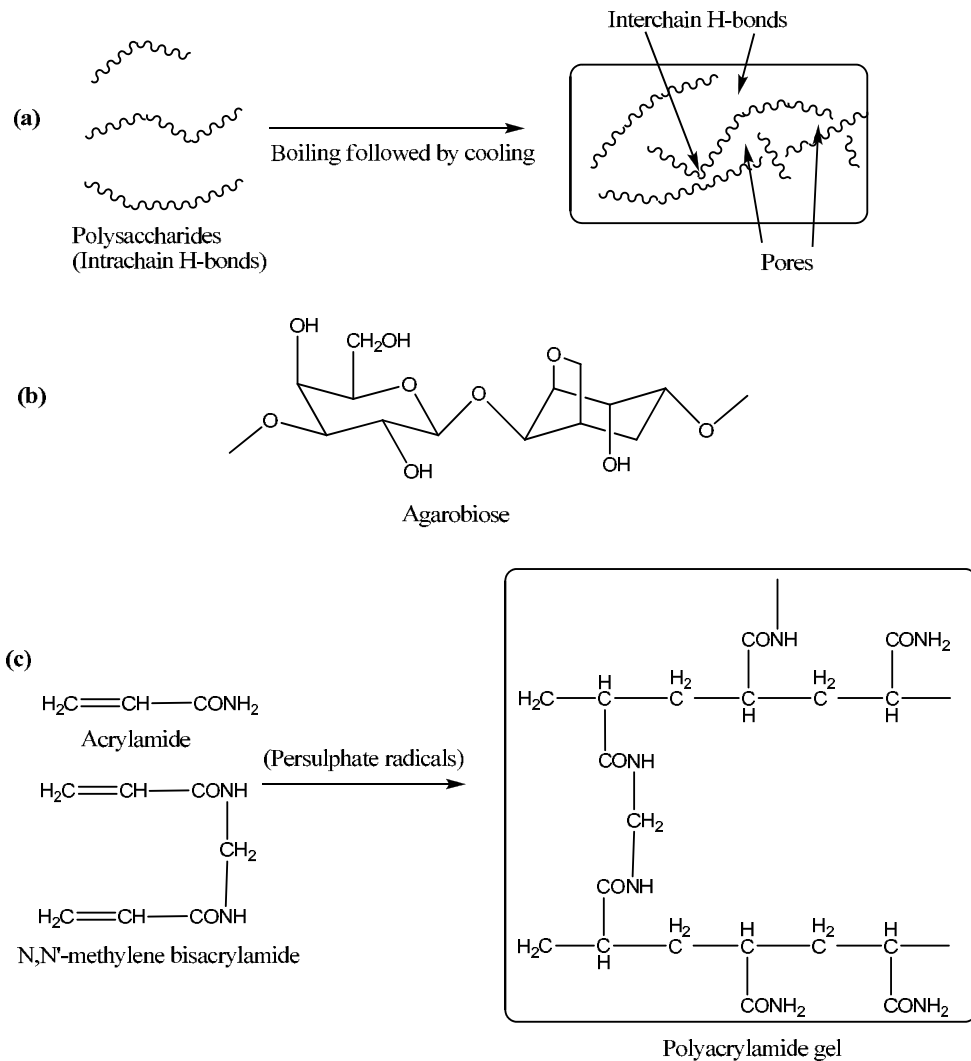 Interchain H-bonds
(a)
Boiling followed by cooling
Polysaccharides
(Intrachain H-bonds)
Pores
(b)
OH
CH2OH
O
O
O
O
O
O
OH
OH
Agarobiose
(c)
H2C CH CONH2
Acrylamide
H2C CH CONH
CH2
H2C CH CONH
N,N'-methylene bisacrylamide
(Persulphate radicals)
CONH CONH2
H H2 H2
H2C C C C C C
H H
CONH
CH2
CONH
H2 H H2 H
H2C C C C C C
H
CONH2 CONH2
Polyacrylamide gel